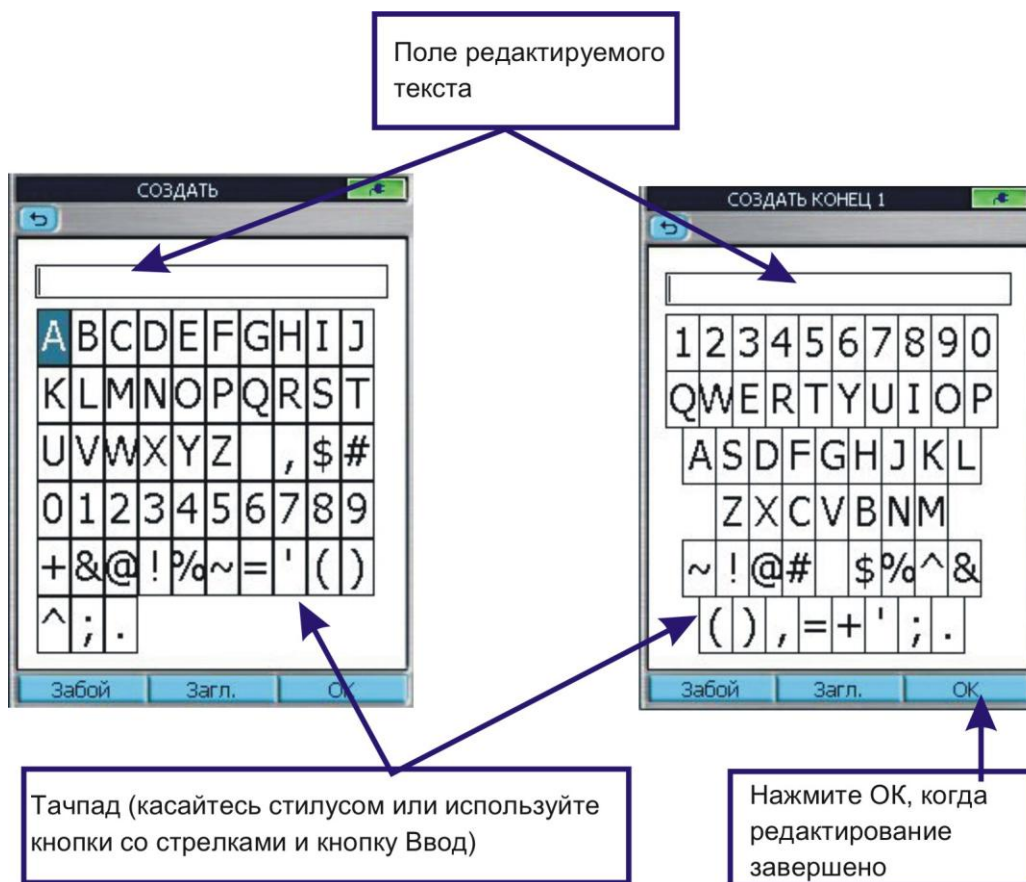 Поле редактируемого
текста
СОЗДАТЬ
A B C D E F G H I J
K L M N O P Q R S T
U V W X Y Z , $ #
0 1 2 3 4 5 6 7 8 9
+ & @ ! % ~ = ' ( )
^ ; .
Забой Загл. OK
СОЗДАТЬ КОНЕЦ 1
1 2 3 4 5 6 7 8 9 0
Q W E R T Y U I O P
A S D F G H J K L
Z X C V B N M
~ ! @ # $ % ^ &
( ) , = + ' ; .
Забой Загл. OK
Тачпад (касайтесь стилусом или используйте
кнопки со стрелками и кнопку Ввод)
Нажмите ОК, когда
редактирование
завершено